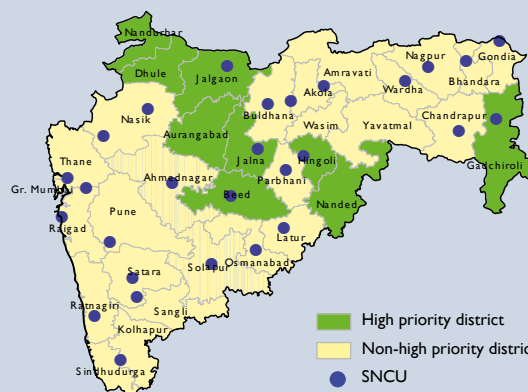 Nandurbar
Dhule
Jalgaon
Nagpur
Gondia
Amravati
Bhandara
Akola
Wardha
Buldhana
Nasik
Chandrapur
Wasim
Yavatmal
Aurangabad
Thane
Jalna
Hingoli
Gadchiroli
Ahmednagar
Parbhani
Gr. Mumbai
Beed
Pune
Nanded
Raigad
Latur
Solapur
Osmanabad
Satara
Ratnagiri
Sangli
Kolhapur
Sindhudurga
High priority district
Non-high priority distric
SNCU